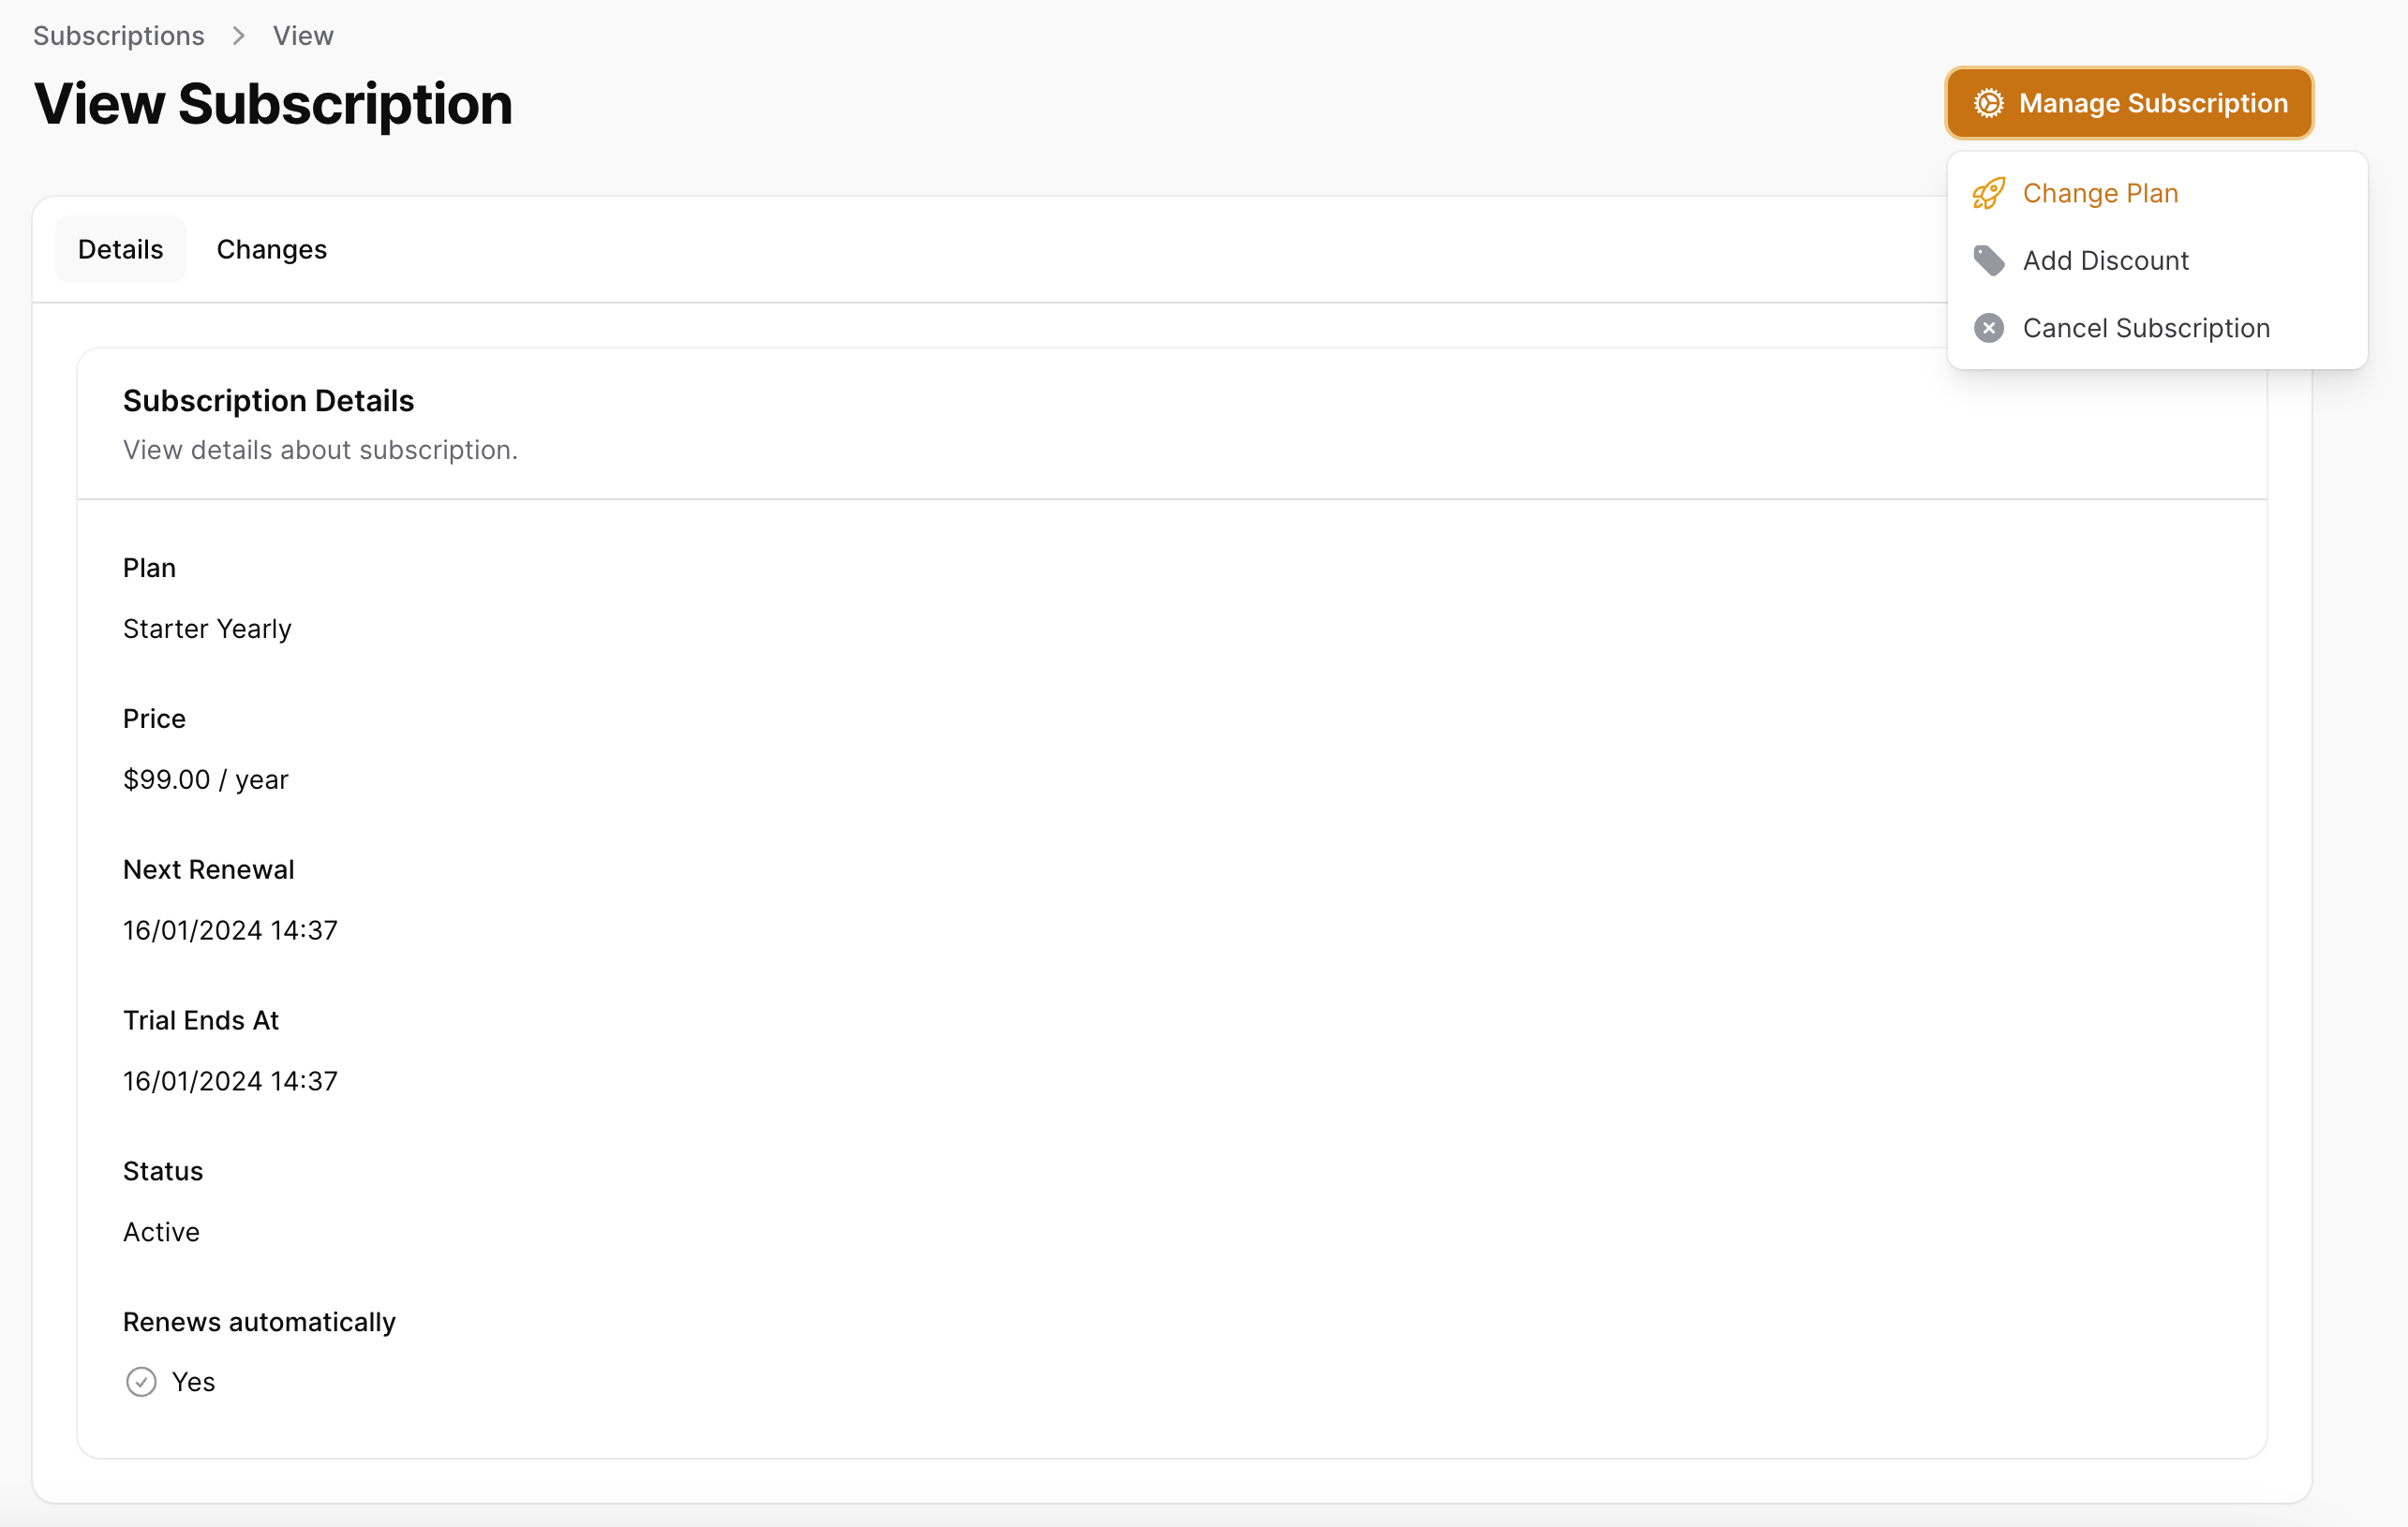 Subscriptions > View
View Subscription
Manage Subscription
Change Plan
Add Discount
Cancel Subscription
Details Changes
Subscription Details
View details about subscription.
Plan
Starter Yearly
Price
$99.00 / year
Next Renewal
16/01/2024 14:37
Trial Ends At
16/01/2024 14:37
Status
Active
Renews automatically
Yes